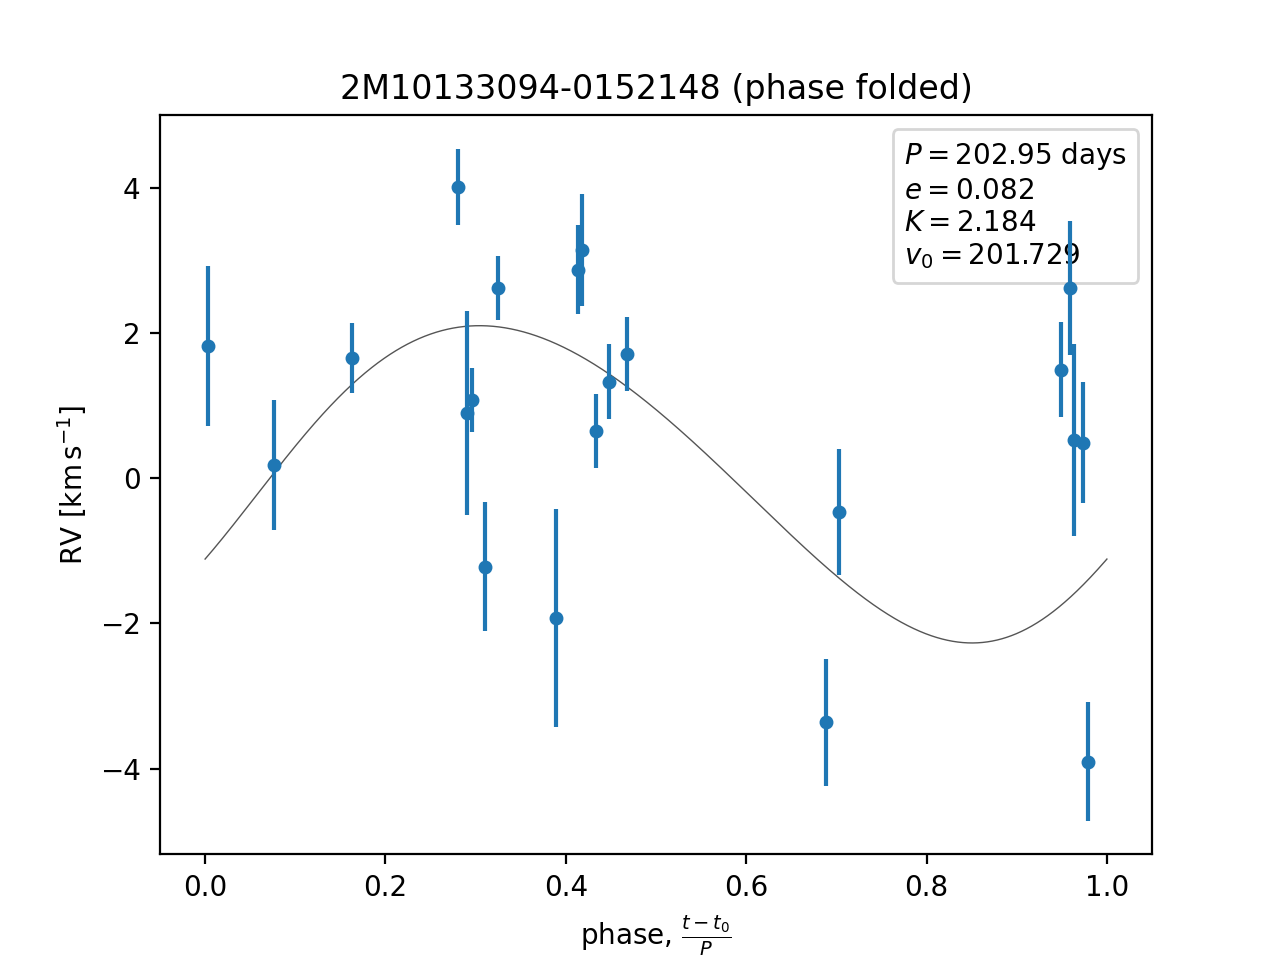 2M10133094-0152148 (phase folded)
P = 202.95 days
e = 0.082
K = 2.184
v₀ = 201.729
4
2
0
−2
−4
RV [km s⁻¹]
0.0 0.2 0.4 0.6 0.8 1.0
phase, (t − t₀)/P